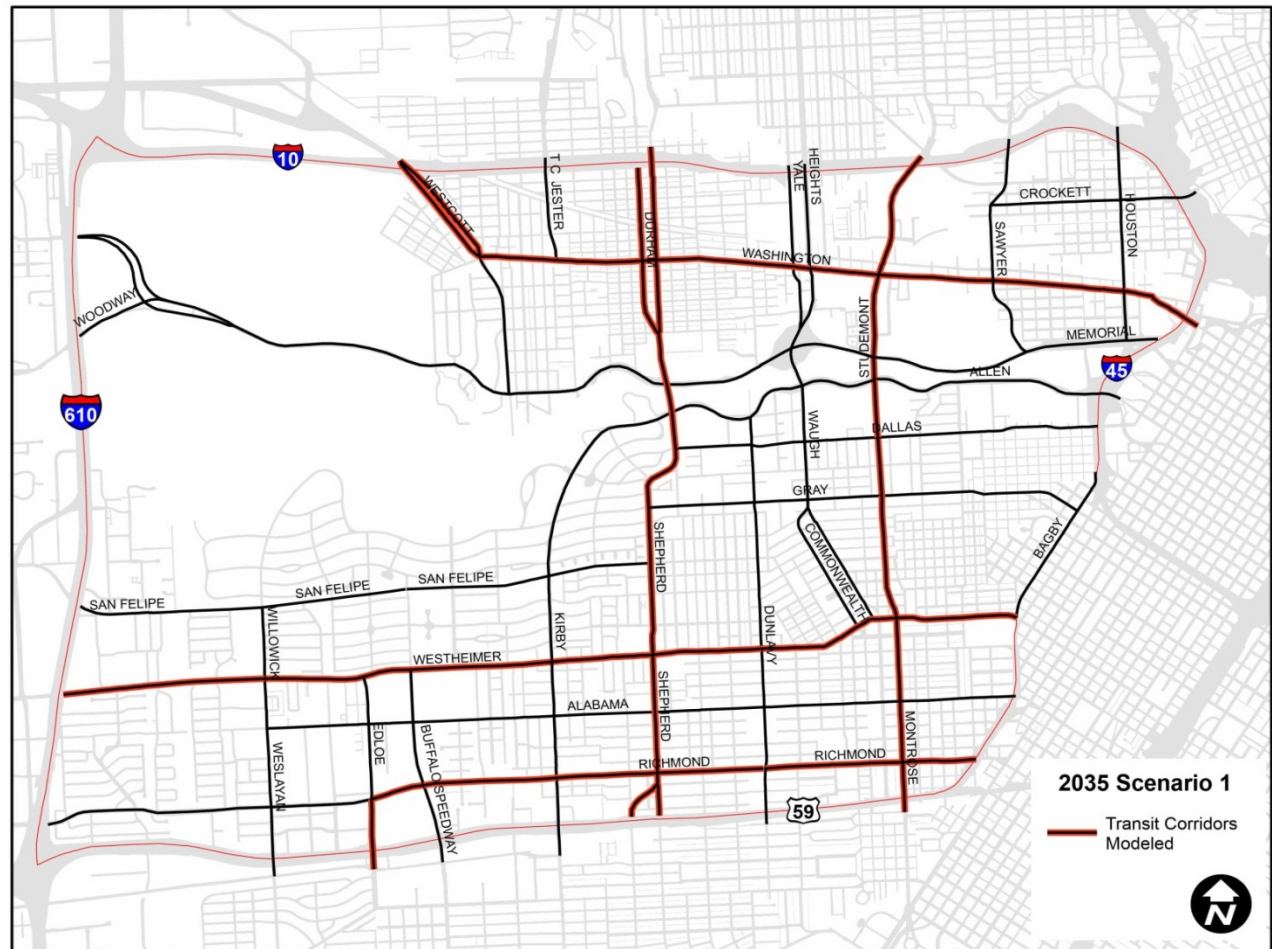 10
T C JESTER
YALE
HEIGHTS
WESTCOTT
DURHAM
CROCKETT
HOUSTON
SAWYER
WASHINGTON
WOODWAY
STUDEMONT
MEMORIAL
ALLEN
45
610
WAUGH
DALLAS
GRAY
COMMONWEALTH
BAGBY
SHEPHERD
SAN FELIPE
SAN FELIPE
SAN FELIPE
WILLOWICK
KIRBY
DUNLAVY
WESTHEIMER
ALABAMA
SHEPHERD
MONTROSE
EDLOE
BUFFALO SPEEDWAY
WESLAYAN
RICHMOND
RICHMOND
59
2035 Scenario 1
Transit Corridors
Modeled
N